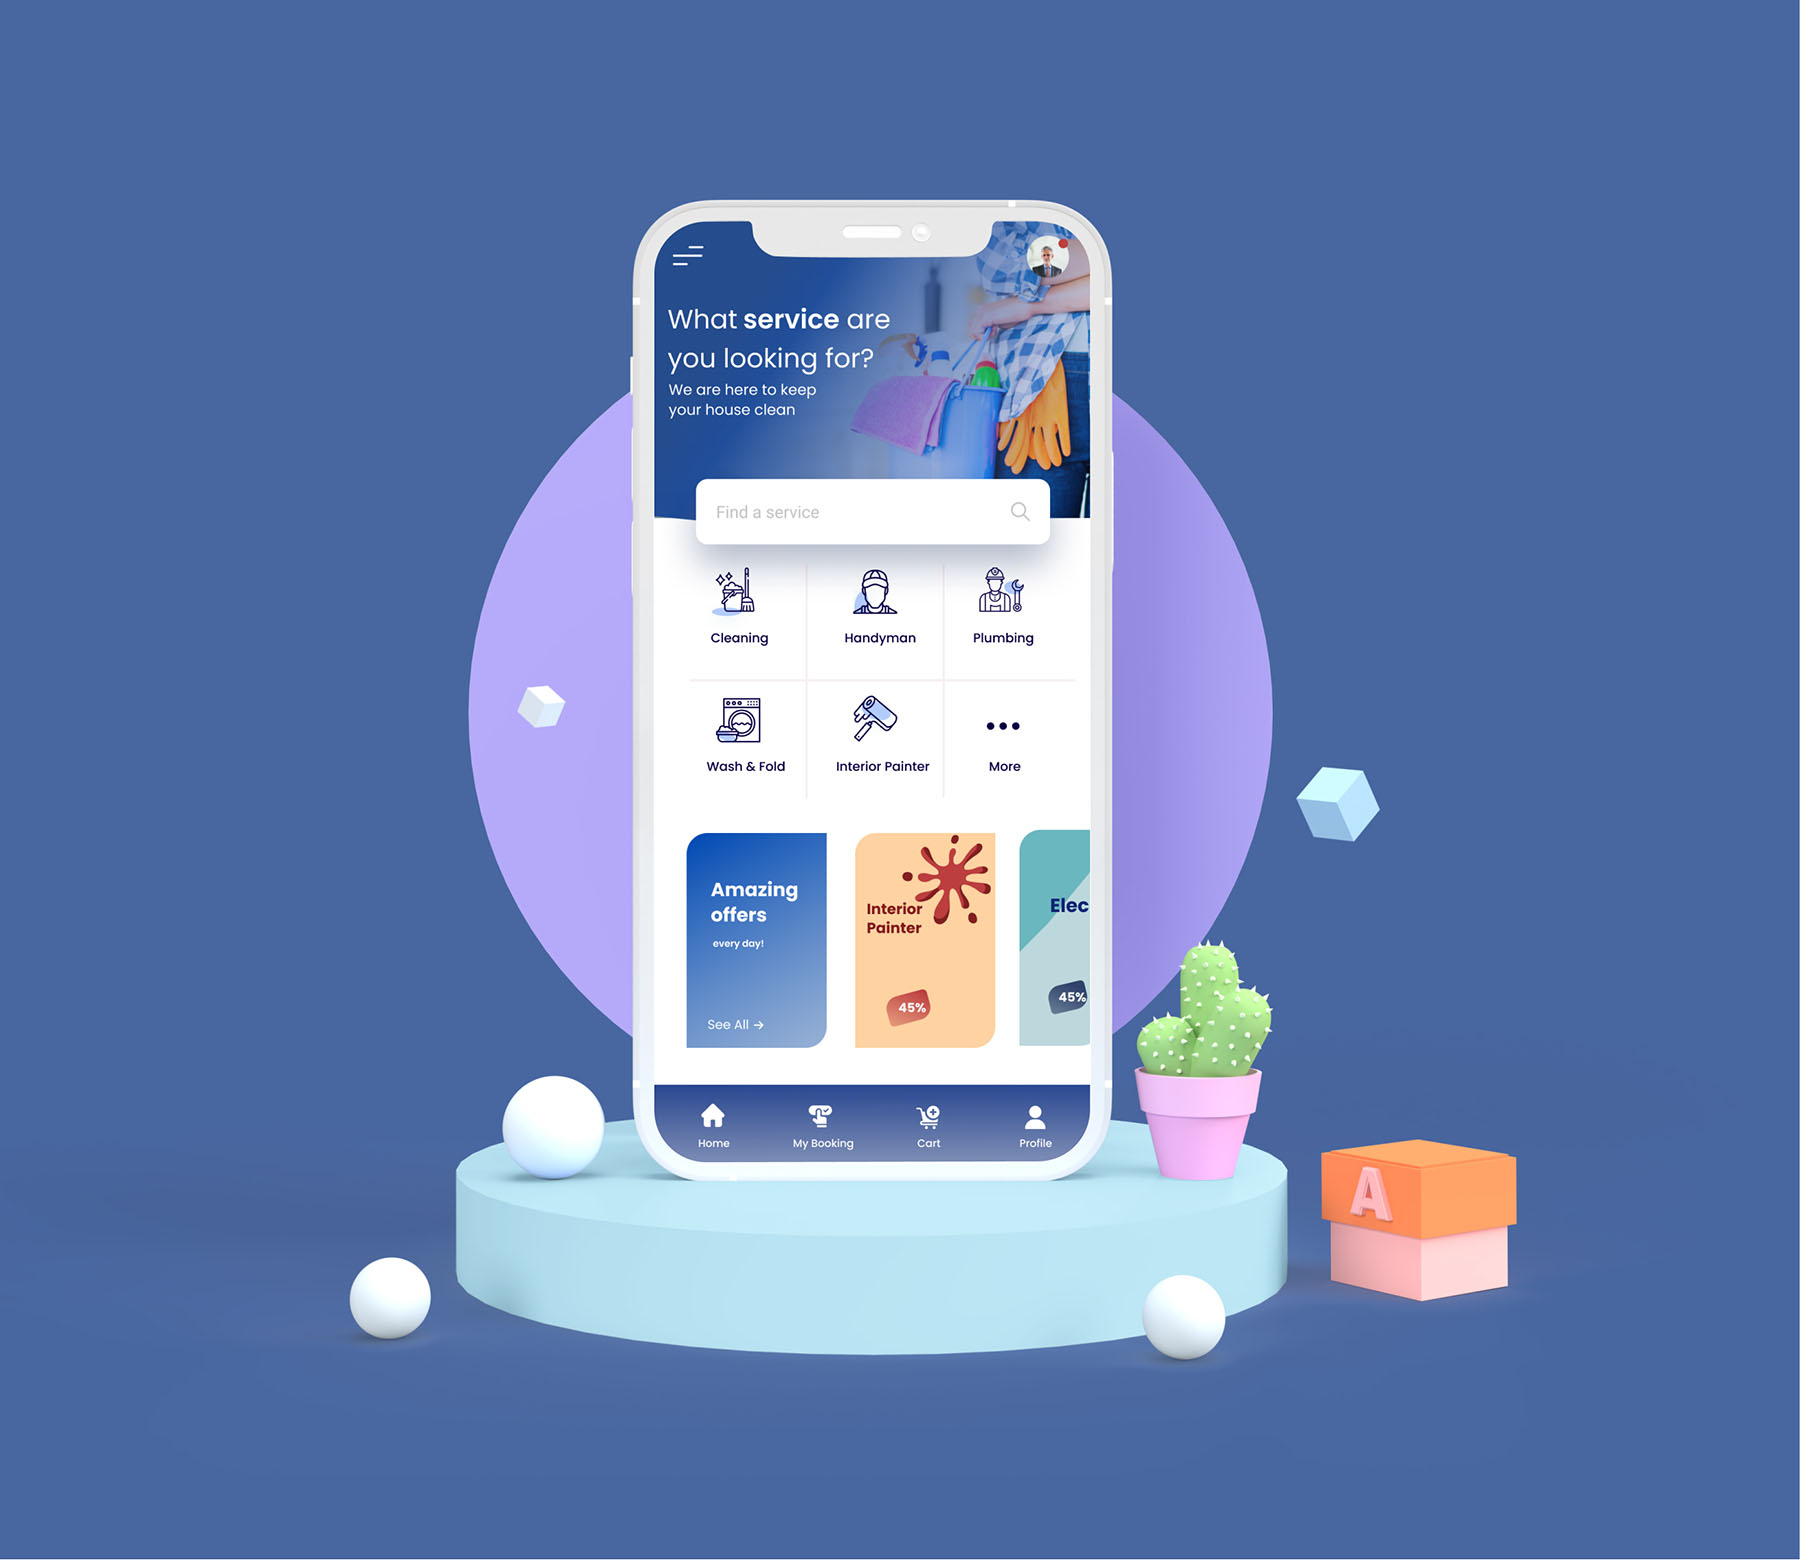 What service are
you looking for?
We are here to keep
your house clean
Find a service
Cleaning
Handyman
Plumbing
Wash & Fold
Interior Painter
More
Amazing
offers
every day!
See All →
Interior
Painter
45%
Elec
45%
Home
My Booking
Cart
Profile
A